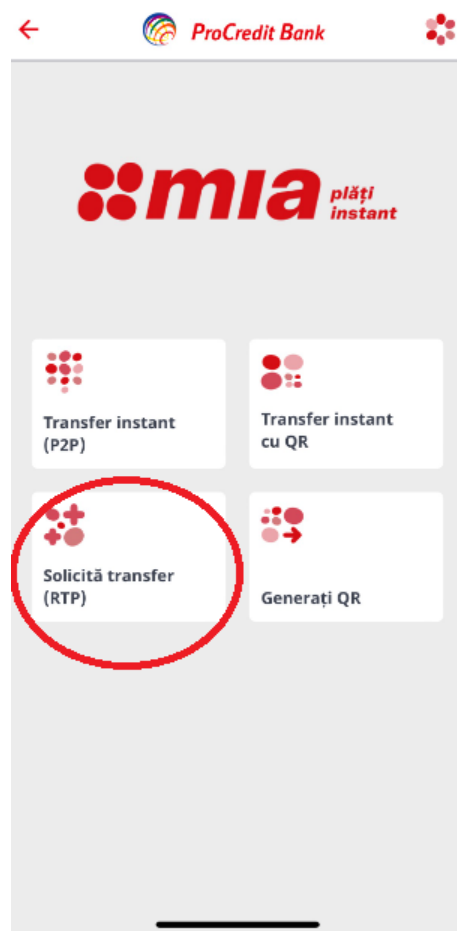 ProCredit Bank
mia plăți
instant
Transfer instant
(P2P)
Transfer instant
cu QR
Solicită transfer
(RTP)
Generați QR